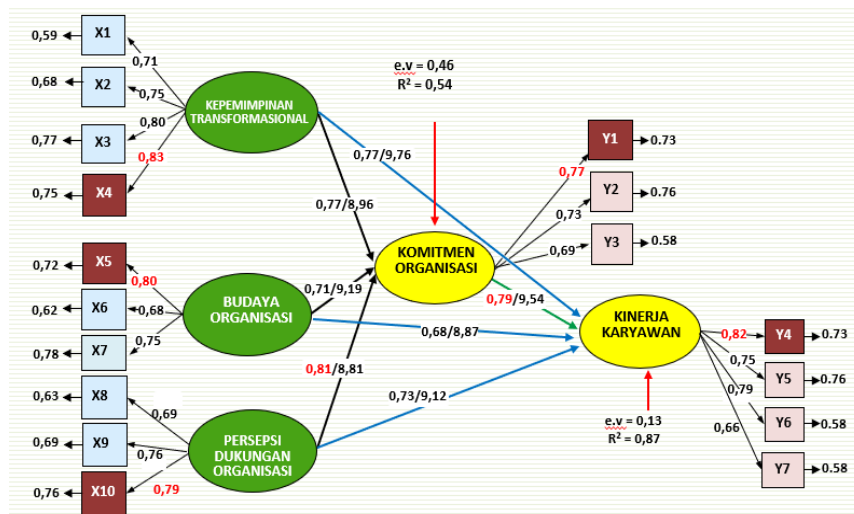 0,59
X1
0,71
0,68
X2
0,75
0,77
X3
0,80
0,75
X4
0,83
KEPEMIMPINAN
TRANSFORMASIONAL
0,72
X5
0,80
0,62
X6
0,68
0,78
X7
0,75
BUDAYA
ORGANISASI
0,63
X8
0,69
0,69
X9
0,76
0,76
X10
0,79
PERSEPSI
DUKUNGAN
ORGANISASI
e.v = 0,46
R² = 0,54
0,77/9,76
0,77/8,96
0,71/9,19
0,81/8,81
0,68/8,87
0,73/9,12
KOMITMEN
ORGANISASI
0,79/9,54
0,77
Y1
0.73
0,73
Y2
0.76
0,69
Y3
0.58
KINERJA
KARYAWAN
e.v = 0,13
R² = 0,87
0,82
Y4
0.73
0,75
Y5
0.76
0,79
Y6
0.58
0,66
Y7
0.58